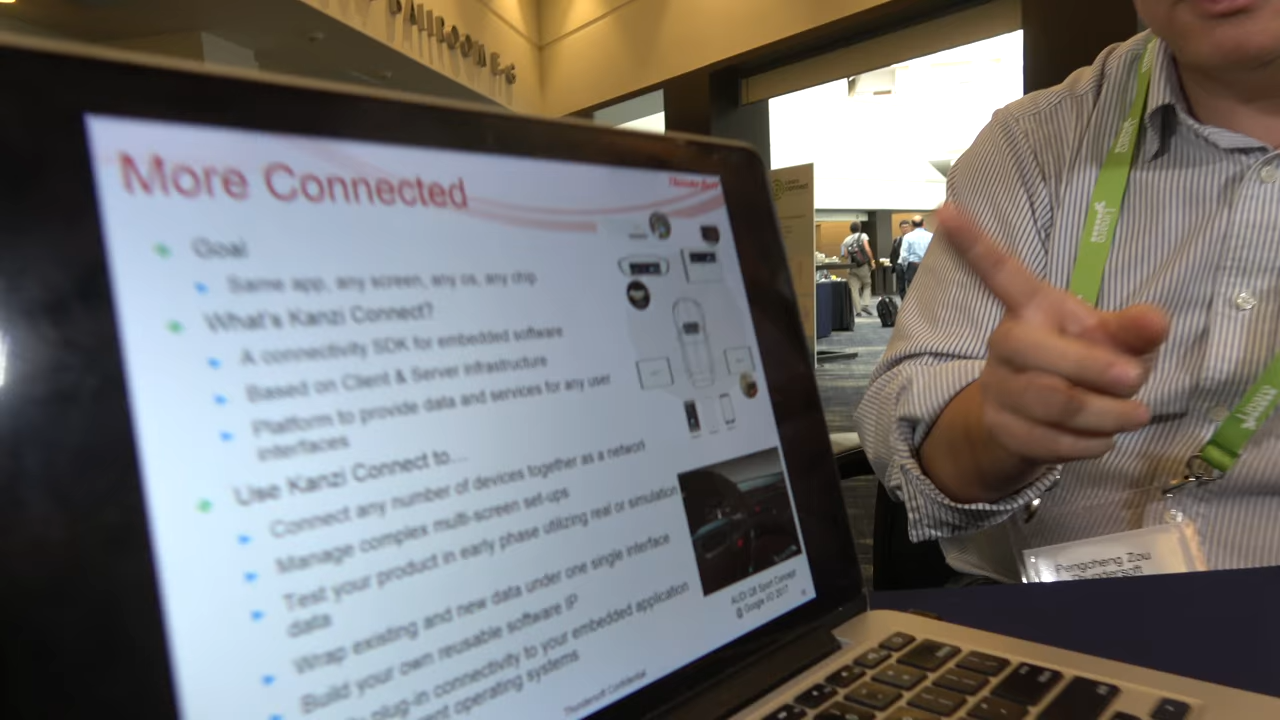 BALLROOM E-G
More Connected
Goal
Same app, any screen, any os, any chip
What's Kanzi Connect?
A connectivity SDK for embedded software
Based on Client & Server infrastructure
Platform to provide data and services for any user
interfaces
Use Kanzi Connect to...
Connect any number of devices together as a network
Manage complex multi-screen set-ups
Test your product in early phase utilizing real or simulation
data
Wrap existing and new data under one single interface
Build your own reusable software IP
plug-in connectivity to your embedded application
operating systems
AUDI Q8 Sport Concept
@ Google I/O 2017
Thundersoft Confidential
Linaro
connect
Pengcheng Zou
Thundersoft